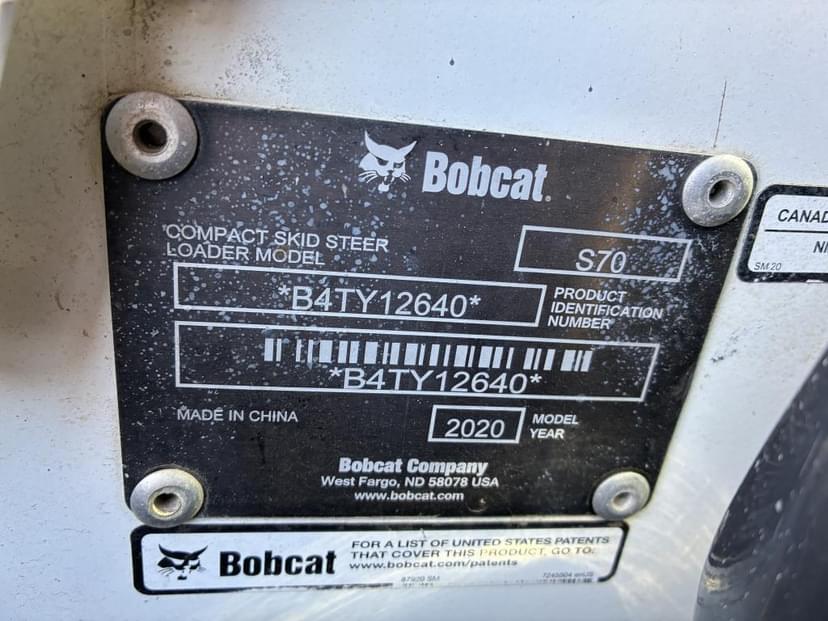 Bobcat
COMPACT SKID STEER
LOADER MODEL
S70
*B4TY12640*
PRODUCT
IDENTIFICATION
NUMBER
*B4TY12640*
MADE IN CHINA
2020
MODEL
YEAR
Bobcat Company
West Fargo, ND 58078 USA
www.bobcat.com
CANAD
SM 20
Bobcat
FOR A LIST OF UNITED STATES PATENTS
THAT COVER THIS PRODUCT, GO TO:
www.bobcat.com/patents